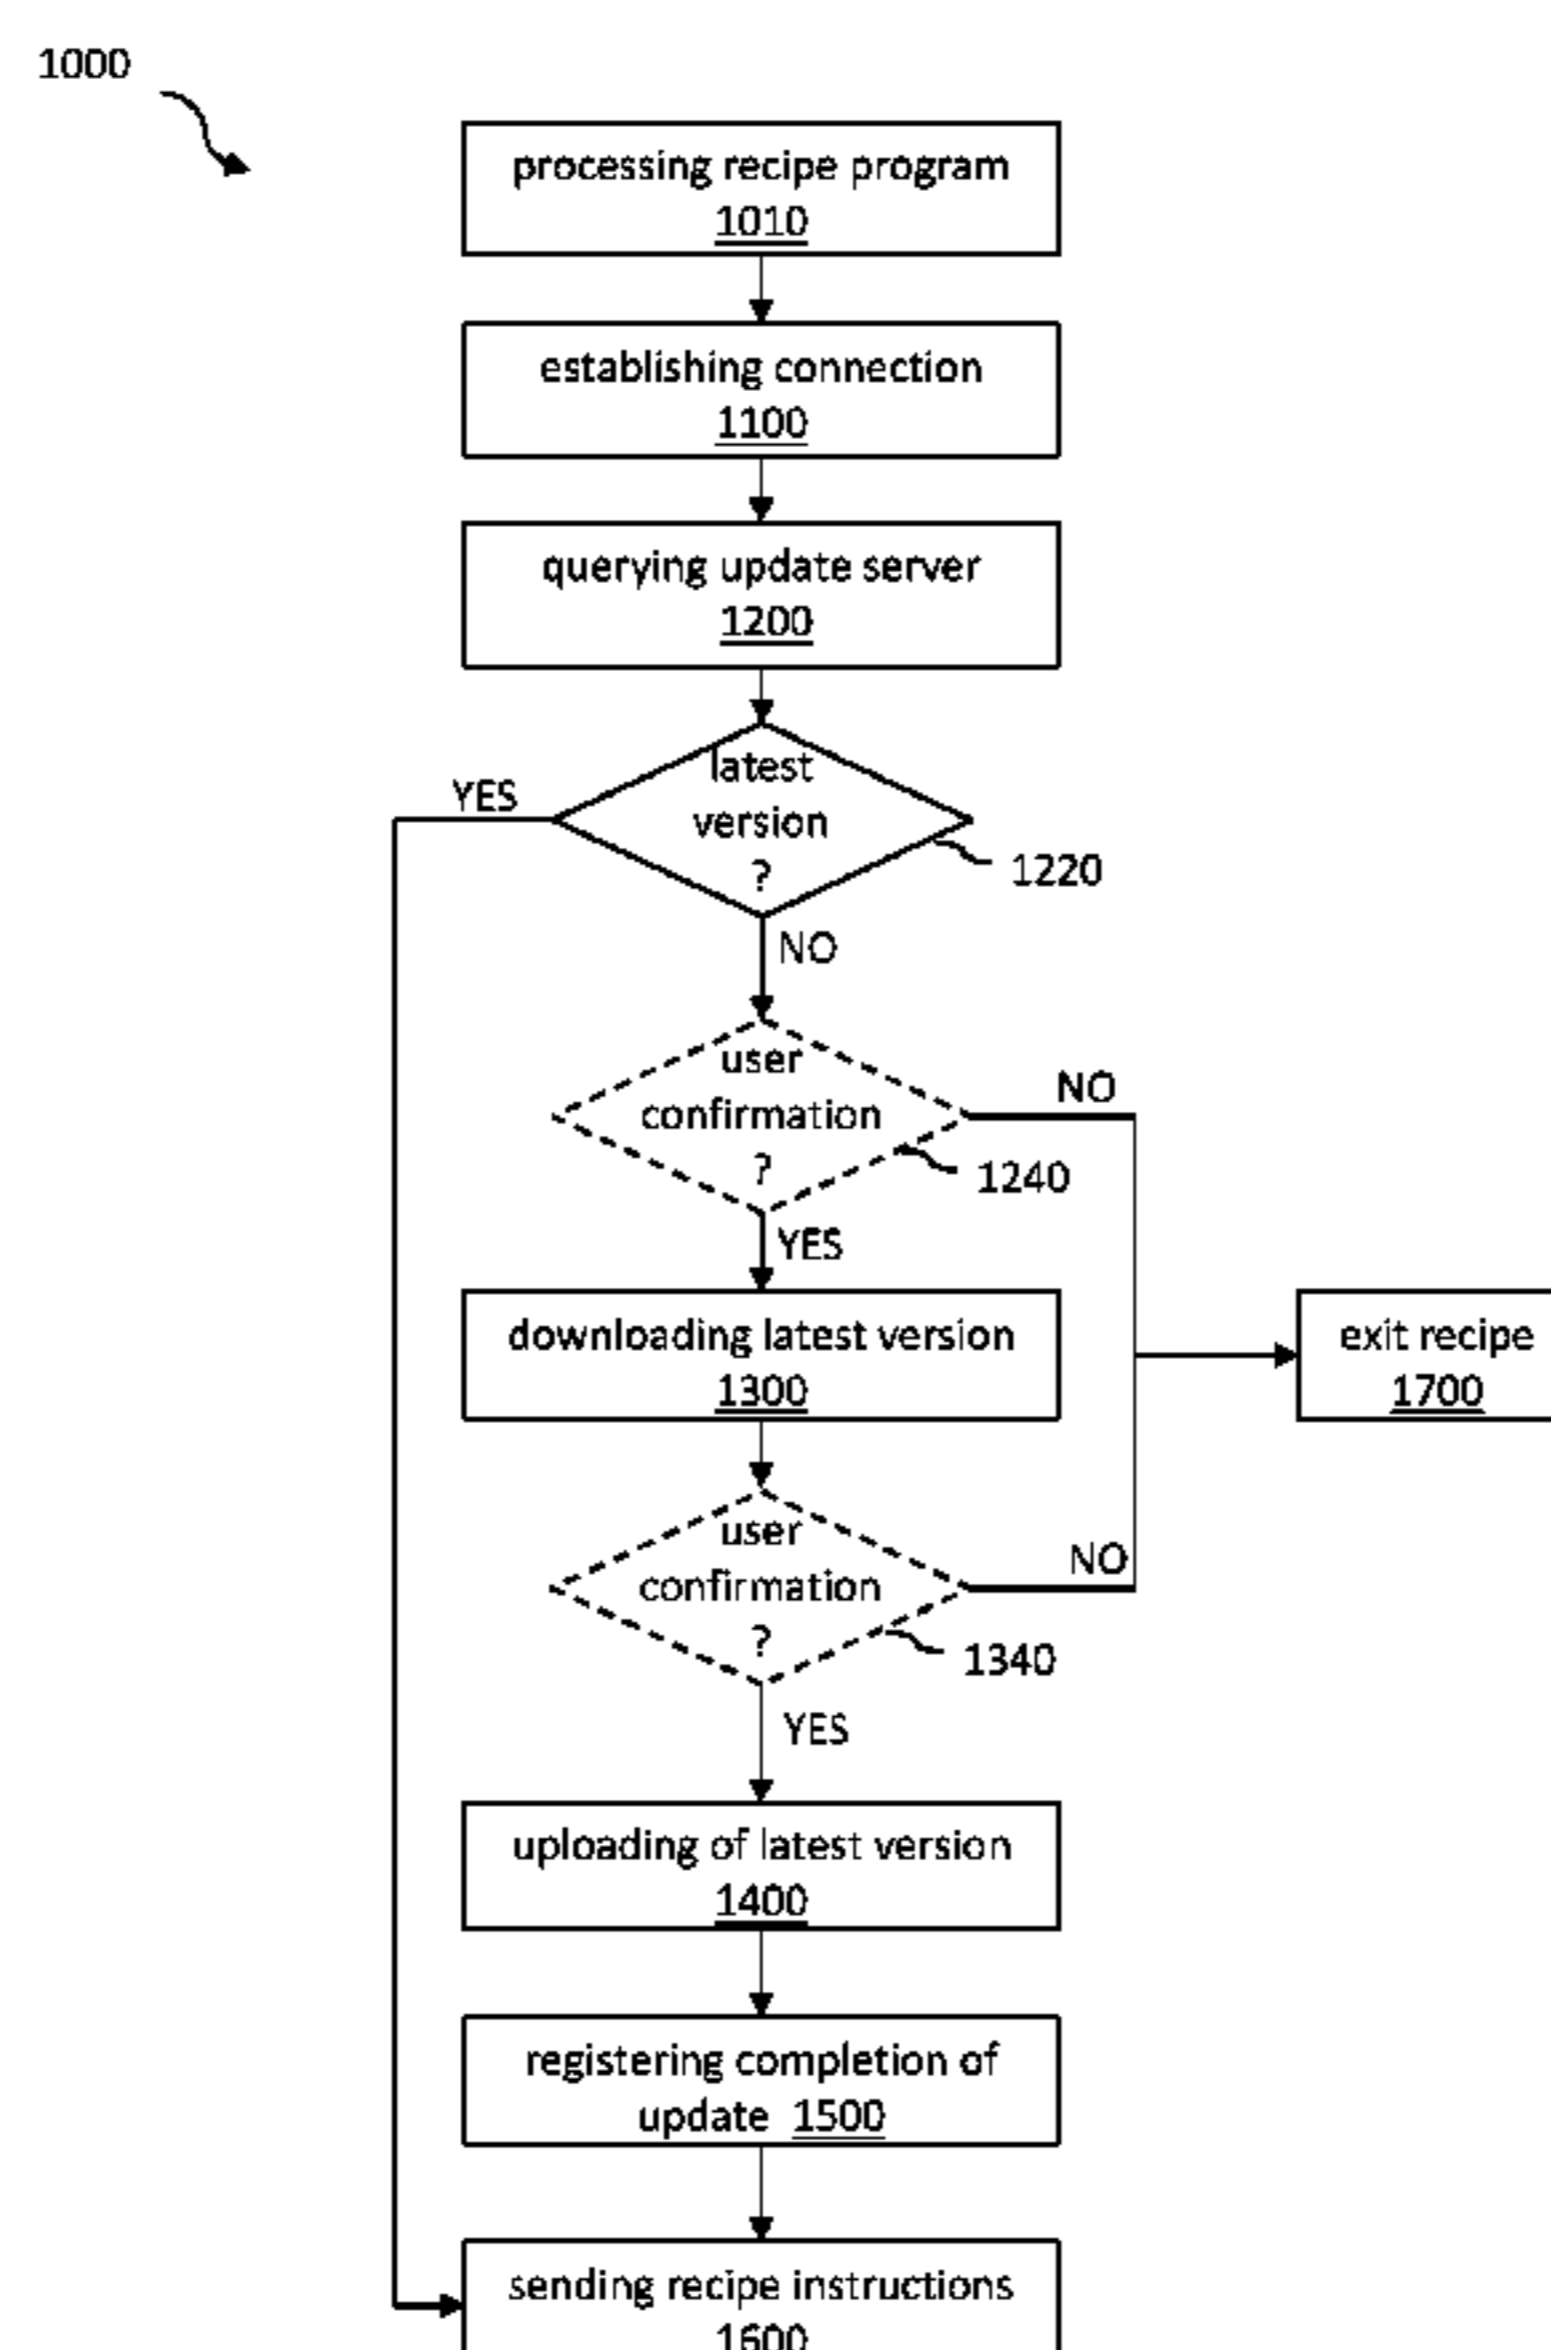 1000
processing recipe program
1010
establishing connection
1100
querying update server
1200
latest
version
?
YES
1220
NO
user
confirmation
?
NO
1240
YES
downloading latest version
1300
exit recipe
1700
user
confirmation
?
NO
1340
YES
uploading of latest version
1400
registering completion of
update 1500
sending recipe instructions
1600